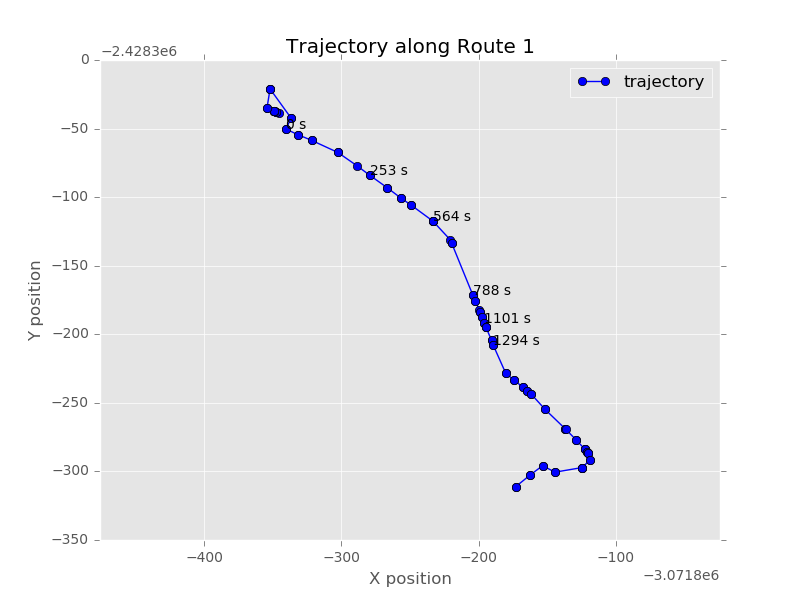 Trajectory along Route 1
−2.4283e6
trajectory
0
−50
−100
−150
−200
−250
−300
−350
Y position
0 s
253 s
564 s
788 s
1101 s
1294 s
−400
−300
−200
−100
X position
−3.0718e6